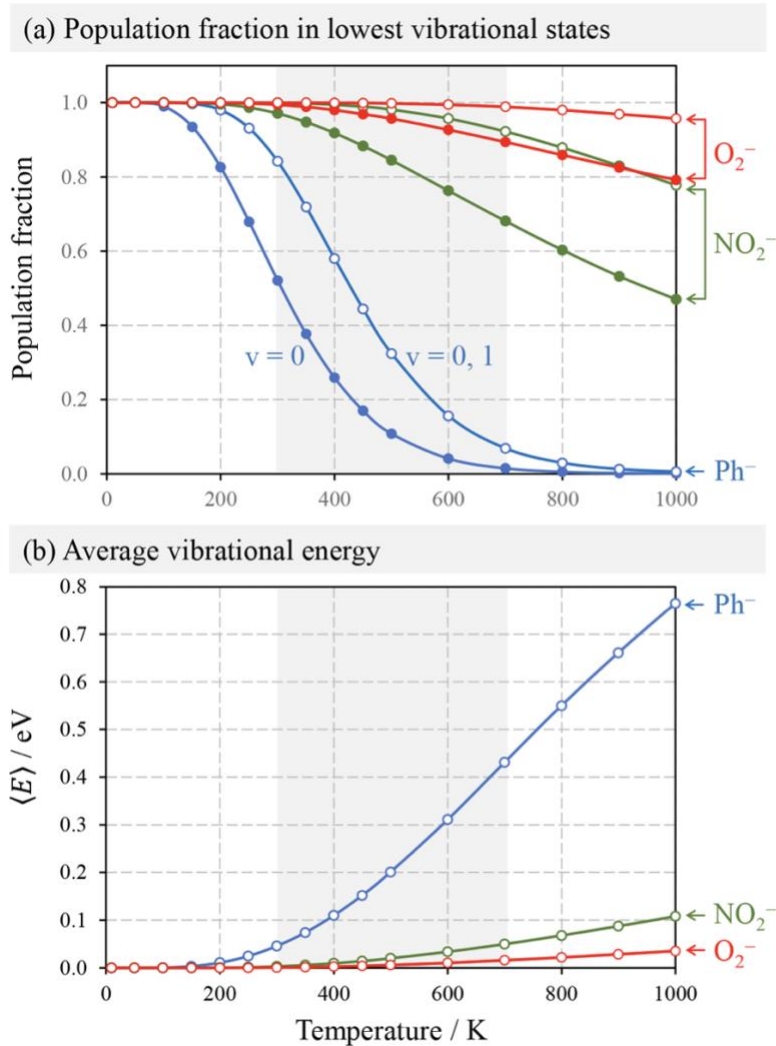 (a) Population fraction in lowest vibrational states
Population fraction
1.0
0.8
0.6
0.4
0.2
0.0
0 200 400 600 800 1000
v = 0
v = 0, 1
O₂⁻
NO₂⁻
Ph⁻
(b) Average vibrational energy
⟨E⟩ / eV
0.8
0.7
0.6
0.5
0.4
0.3
0.2
0.1
0.0
0 200 400 600 800 1000
Ph⁻
NO₂⁻
O₂⁻
Temperature / K